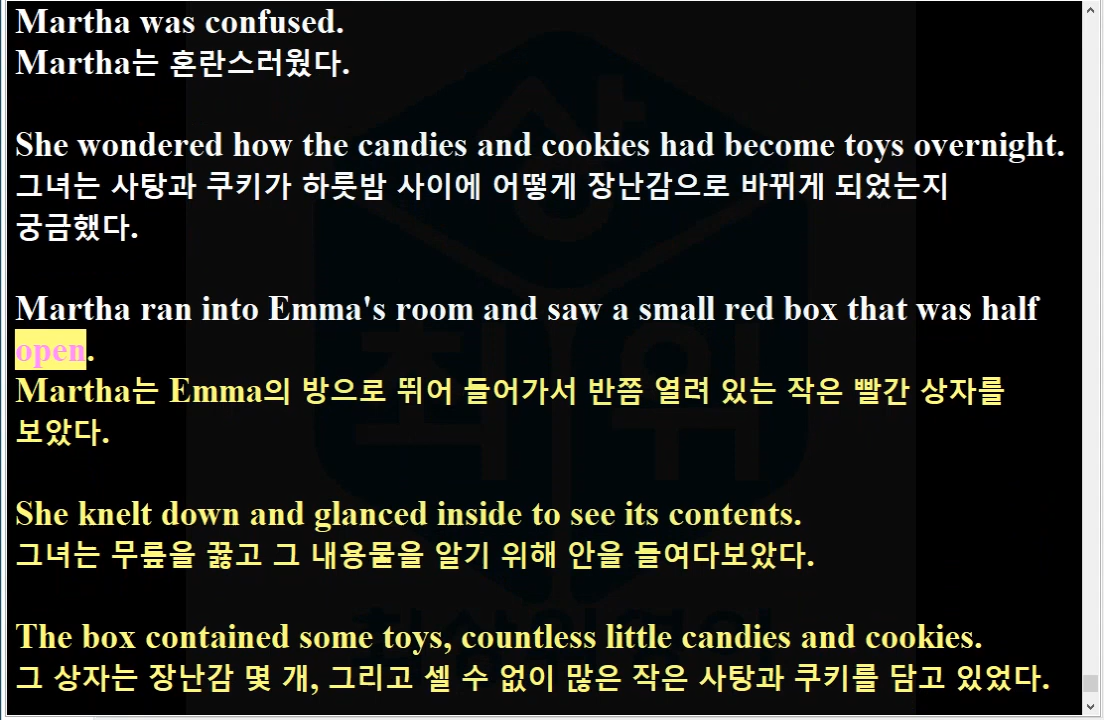 Martha was confused.
Martha는 혼란스러웠다.
She wondered how the candies and cookies had become toys overnight.
그녀는 사탕과 쿠키가 하룻밤 사이에 어떻게 장난감으로 바뀌게 되었는지
궁금했다.
Martha ran into Emma's room and saw a small red box that was half
open.
Martha는 Emma의 방으로 뛰어 들어가서 반쯤 열려 있는 작은 빨간 상자를
보았다.
She knelt down and glanced inside to see its contents.
그녀는 무릎을 꿇고 그 내용물을 알기 위해 안을 들여다보았다.
The box contained some toys, countless little candies and cookies.
그 상자는 장난감 몇 개, 그리고 셀 수 없이 많은 작은 사탕과 쿠키를 담고 있었다.